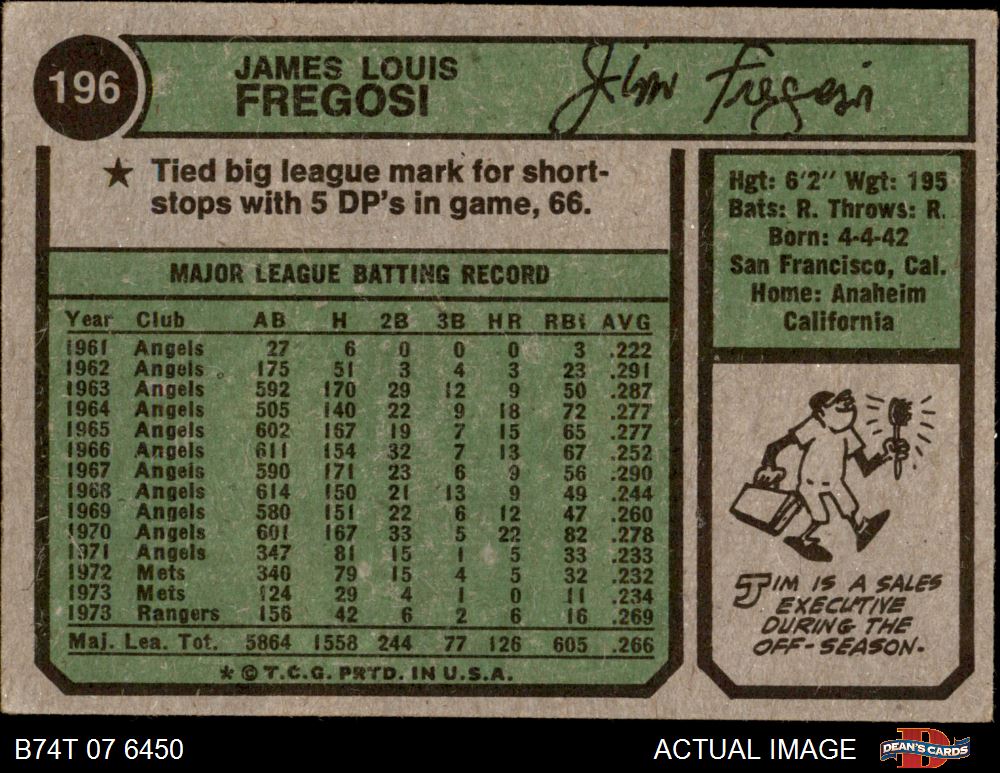 196
JAMES LOUIS
FREGOSI
Jim Fregosi
★ Tied big league mark for short-
stops with 5 DP's in game, 66.
Hgt: 6'2" Wgt: 195
Bats: R. Throws: R.
Born: 4-4-42
San Francisco, Cal.
Home: Anaheim
California
MAJOR LEAGUE BATTING RECORD
Year Club AB H 2B 3B HR RBI AVG
1961 Angels 27 6 0 0 0 3 .222
1962 Angels 175 51 3 4 3 23 .291
1963 Angels 592 170 29 12 9 50 .287
1964 Angels 505 140 22 9 18 72 .277
1965 Angels 602 167 19 7 15 65 .277
1966 Angels 611 154 32 7 13 67 .252
1967 Angels 590 171 23 6 9 56 .290
1968 Angels 614 150 21 13 9 49 .244
1969 Angels 580 151 22 6 12 47 .260
1970 Angels 601 167 33 5 22 82 .278
1971 Angels 347 81 15 1 5 33 .233
1972 Mets 340 79 15 4 5 32 .232
1973 Mets 124 29 4 1 0 11 .234
1973 Rangers 156 42 6 2 6 16 .269
Maj. Lea. Tot. 5864 1558 244 77 126 605 .266
* © T.C.G. PRTD. IN U.S.A.
JIM IS A SALES
EXECUTIVE
DURING THE
OFF-SEASON.
B74T 07 6450
ACTUAL IMAGE
DEAN'S CARDS